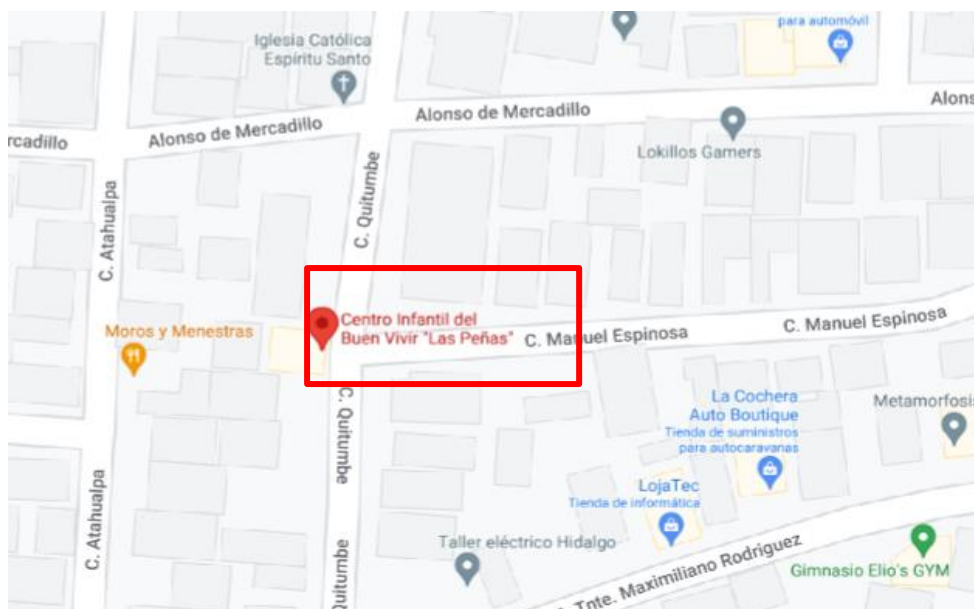 para automóvil
Iglesia Católica
Espíritu Santo
Alonso de Mercadillo
Alonso de Mercadillo
Alons
rcadillo
Lokillos Gamers
C. Quitumbe
C. Atahualpa
Centro Infantil del
Buen Vivir "Las Peñas"
Moros y Menestras
C. Manuel Espinosa
C. Manuel Espinosa
La Cochera
Auto Boutique
Tienda de suministros
para autocaravanas
Metamorfosis
C. Quitumbe
C. Atahualpa
LojaTec
Tienda de informática
Taller eléctrico Hidalgo
Quitumbe
Tnte. Maximiliano Rodriguez
Gimnasio Elio's GYM